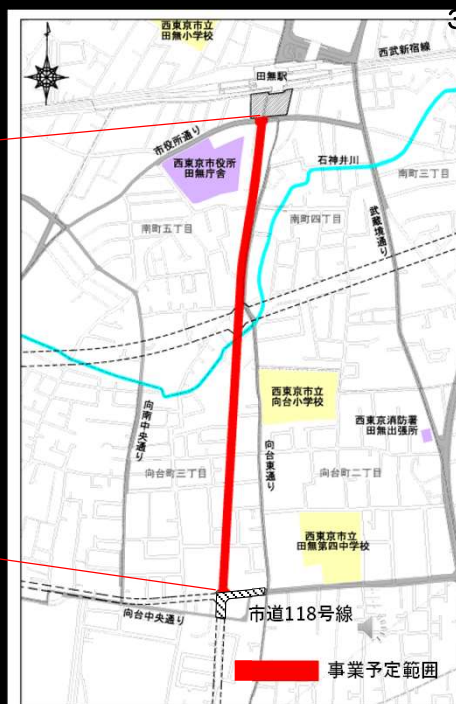 3
西東京市立
田無小学校
西武新宿線
田無駅
市役所通り
西東京市役所
田無庁舎
石神井川
南町三丁目
南町五丁目
南町四丁目
武蔵境通り
西東京市立
向台小学校
西東京消防署
田無出張所
向南中央通り
向台東通り
向台町三丁目
向台町二丁目
西東京市立
田無第四中学校
向台中央通り
市道118号線
事業予定範囲